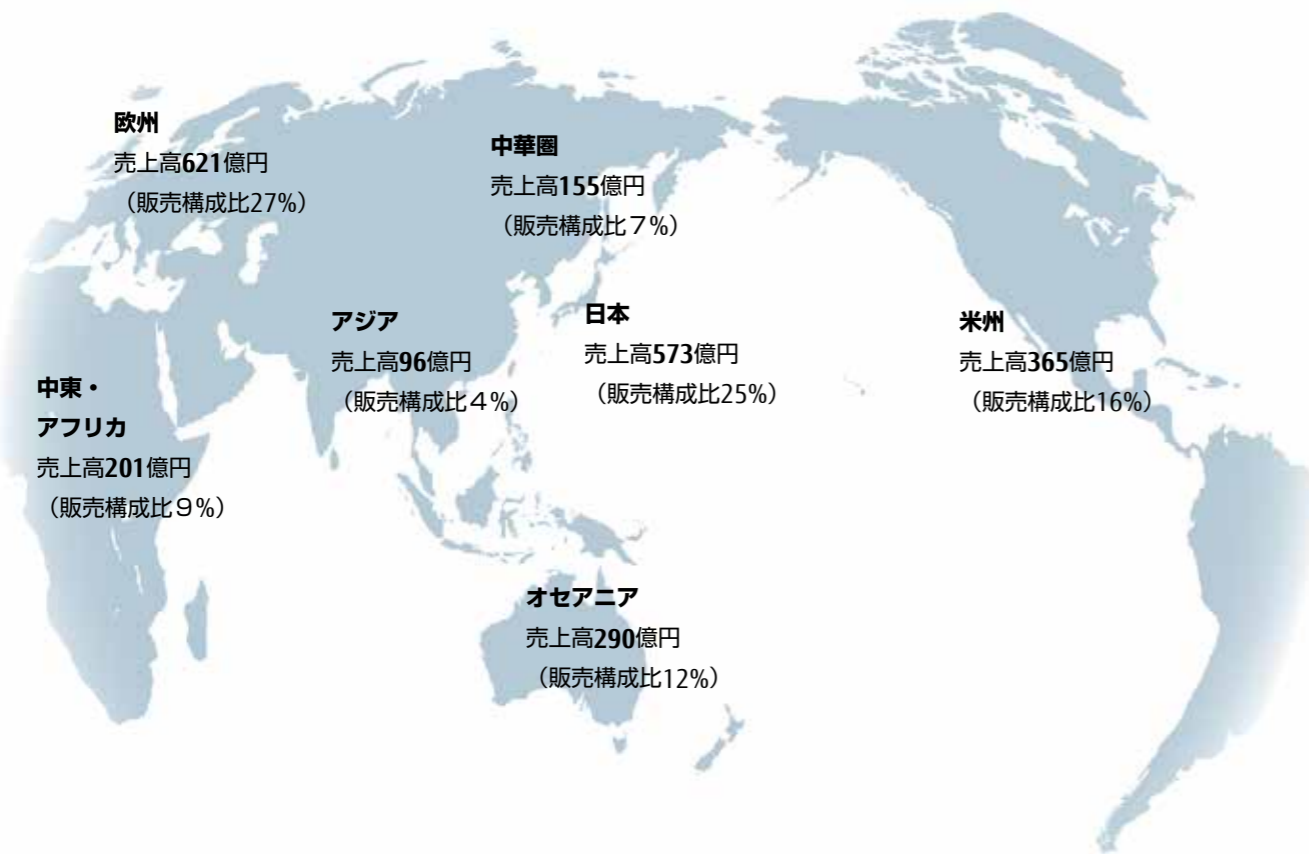 欧州
売上高621億円
（販売構成比27%）
中華圏
売上高155億円
（販売構成比７%）
アジア
売上高96億円
（販売構成比４%）
日本
売上高573億円
（販売構成比25%）
米州
売上高365億円
（販売構成比16%）
中東・
アフリカ
売上高201億円
（販売構成比９%）
オセアニア
売上高290億円
（販売構成比12%）